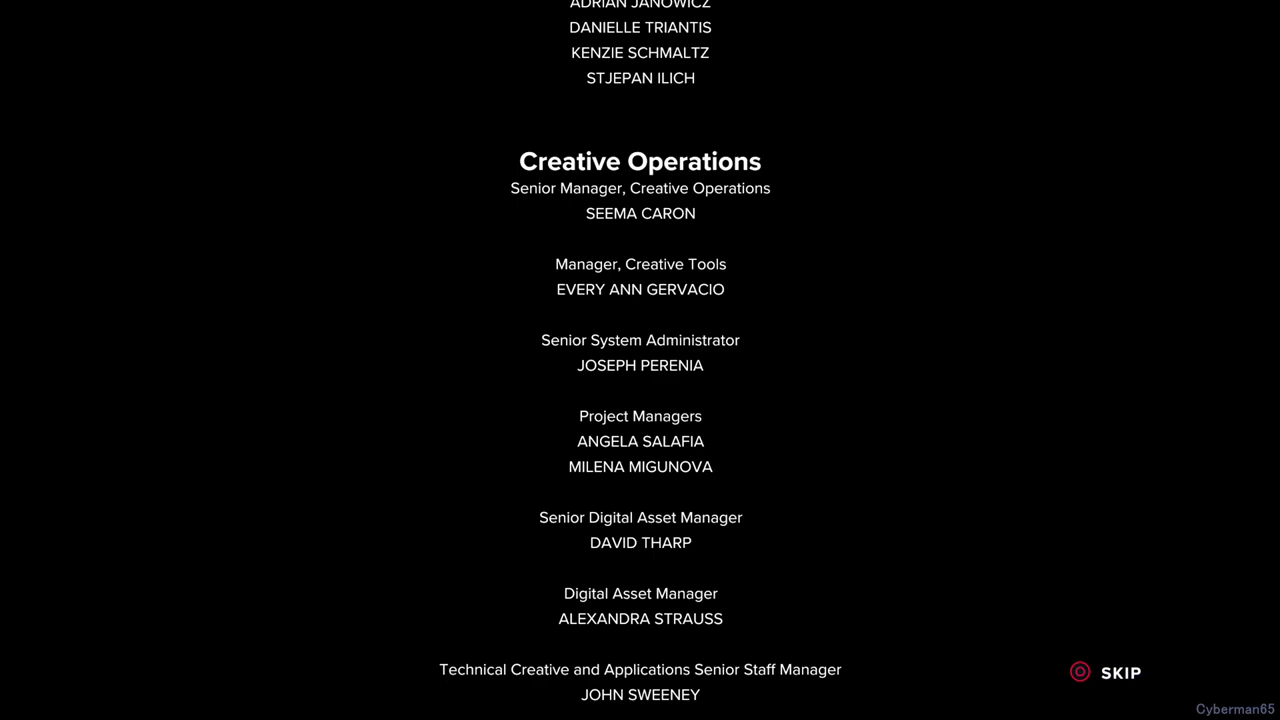 ADRIAN JANOWICZ
DANIELLE TRIANTIS
KENZIE SCHMALTZ
STJEPAN ILICH
Creative Operations
Senior Manager, Creative Operations
SEEMA CARON
Manager, Creative Tools
EVERY ANN GERVACIO
Senior System Administrator
JOSEPH PERENIA
Project Managers
ANGELA SALAFIA
MILENA MIGUNOVA
Senior Digital Asset Manager
DAVID THARP
Digital Asset Manager
ALEXANDRA STRAUSS
Technical Creative and Applications Senior Staff Manager
JOHN SWEENEY
SKIP
Cyberman65